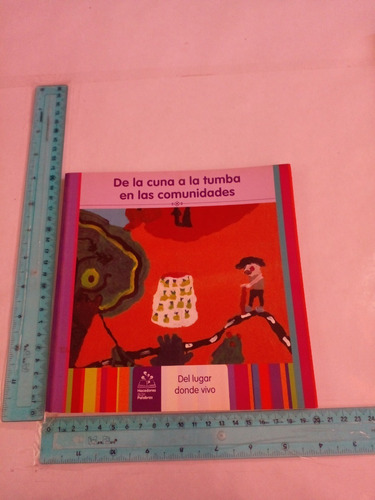 De la cuna a la tumba
en las comunidades
Del lugar
donde vivo